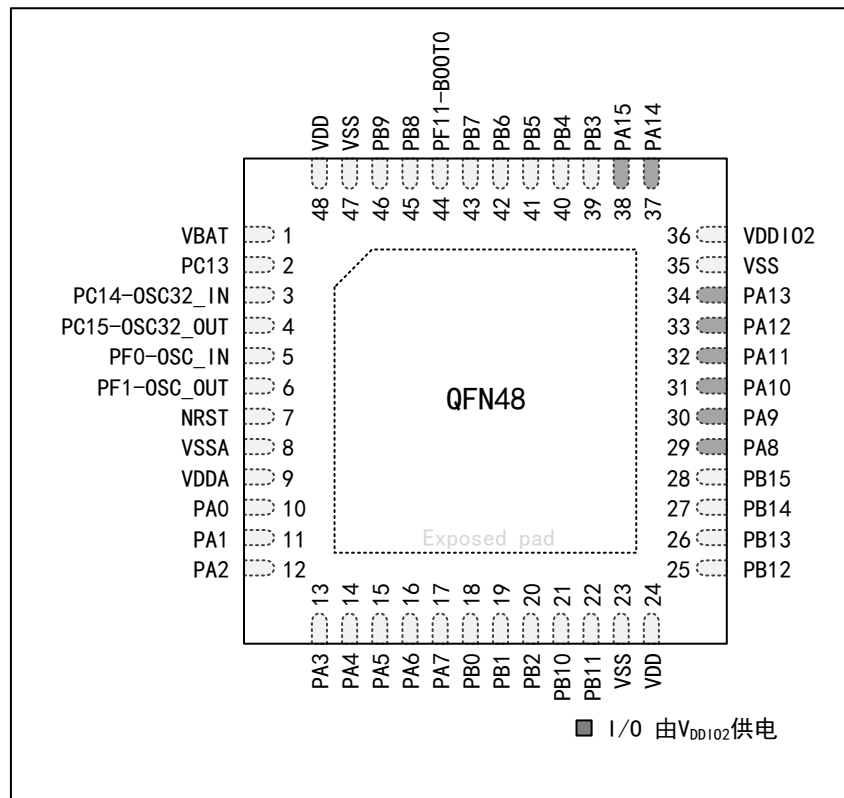 VDD
VSS
PB9
PB8
PF11-BOOT0
PB7
PB6
PB5
PB4
PB3
PA15
PA14
48
47
46
45
44
43
42
41
40
39
38
37
VBAT 1
PC13 2
PC14-OSC32_IN 3
PC15-OSC32_OUT 4
PF0-OSC_IN 5
PF1-OSC_OUT 6
NRST 7
VSSA 8
VDDA 9
PA0 10
PA1 11
PA2 12
36 VDDIO2
35 VSS
34 PA13
33 PA12
32 PA11
31 PA10
30 PA9
29 PA8
28 PB15
27 PB14
26 PB13
25 PB12
QFN48
Exposed pad
13
14
15
16
17
18
19
20
21
22
23
24
PA3
PA4
PA5
PA6
PA7
PB0
PB1
PB2
PB10
PB11
VSS
VDD
I/O 由VDDIO2供电